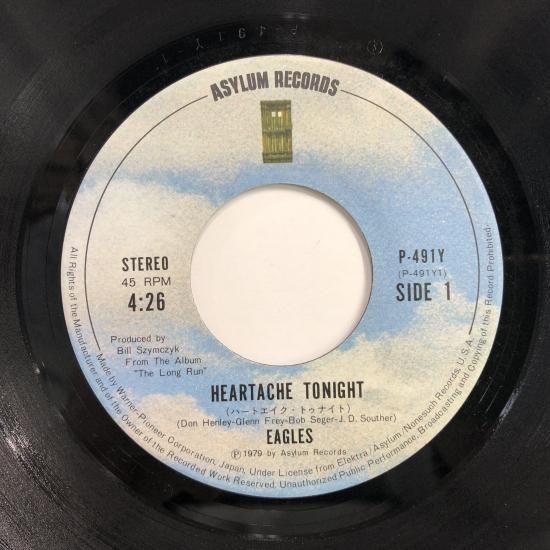 ASYLUM RECORDS
STEREO
45 RPM
4:26
P-491Y
(P-491Y1)
SIDE 1
Produced by
Bill Szymczyk
From The Album
"The Long Run"
HEARTACHE TONIGHT
(ハートエイク・トゥナイト)
(Don Henley-Glenn Frey-Bob Seger-J.D. Souther)
EAGLES
Ⓟ1979 by Asylum Records
Made by Warner-Pioneer Corporation, Japan, Under License from Elektra/Asylum/Nonesuch Records, U.S.A.
All Rights of the Manufacturer and of the Owner of the Recorded Work Reserved. Unauthorized Public Performance, Broadcasting and Copying of this Record Prohibited.